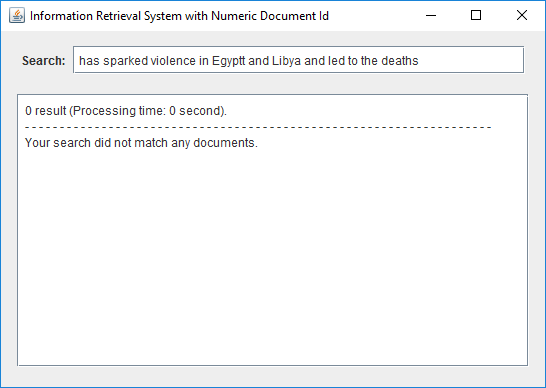 Information Retrieval System with Numeric Document Id
Search: has sparked violence in Egyptt and Libya and led to the deaths
0 result (Processing time: 0 second).
- - - - - - - - - - - - - - - - - - - - - - - - - - - - - - - - - - - - - - - - - - - - - - - - - - - - - - - - - - - - - - - - - -
Your search did not match any documents.